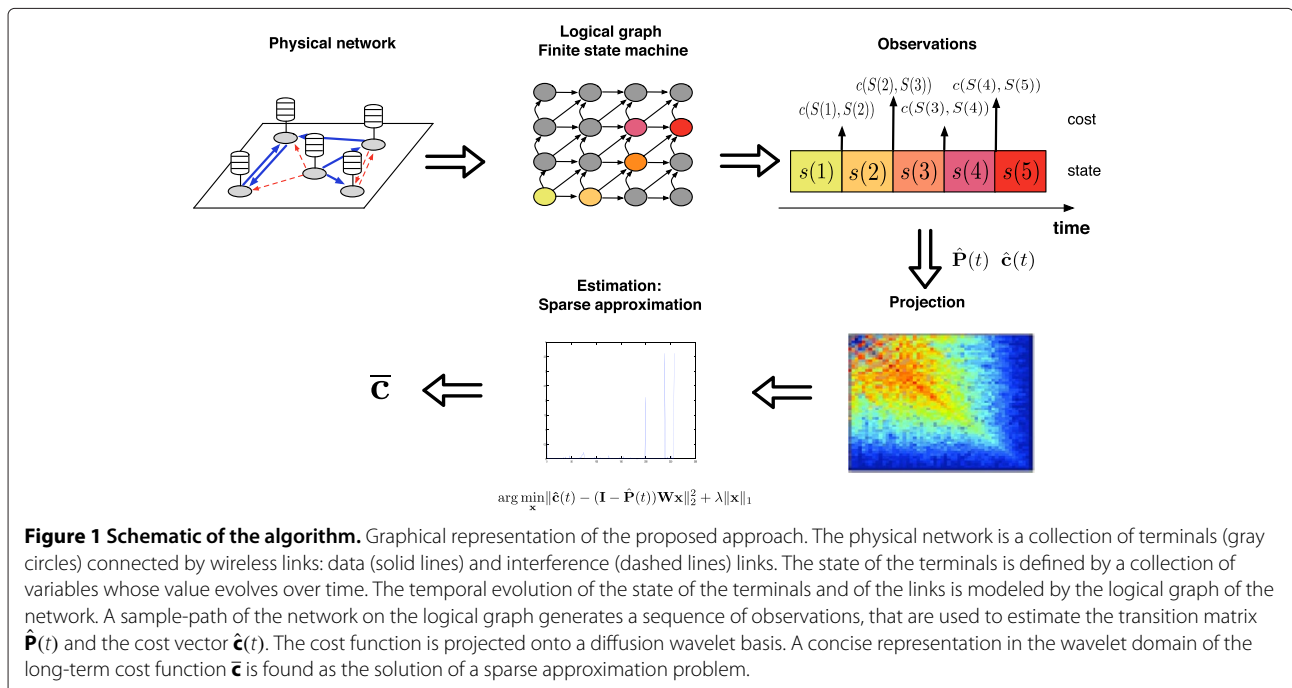 Physical network
Logical graph
Finite state machine
Observations
c(S(2), S(3)) c(S(4), S(5))
c(S(1), S(2)) c(S(3), S(4))
cost
s(1) s(2) s(3) s(4) s(5) state
time
P̂(t) ĉ(t)
Estimation:
Sparse approximation
Projection
c̅
arg min ‖ĉ(t) − (I − P̂(t))Wx‖₂² + λ‖x‖₁
x
Figure 1 Schematic of the algorithm. Graphical representation of the proposed approach. The physical network is a collection of terminals (gray
circles) connected by wireless links: data (solid lines) and interference (dashed lines) links. The state of the terminals is defined by a collection of
variables whose value evolves over time. The temporal evolution of the state of the terminals and of the links is modeled by the logical graph of the
network. A sample-path of the network on the logical graph generates a sequence of observations, that are used to estimate the transition matrix
P̂(t) and the cost vector ĉ(t). The cost function is projected onto a diffusion wavelet basis. A concise representation in the wavelet domain of the
long-term cost function c̅ is found as the solution of a sparse approximation problem.